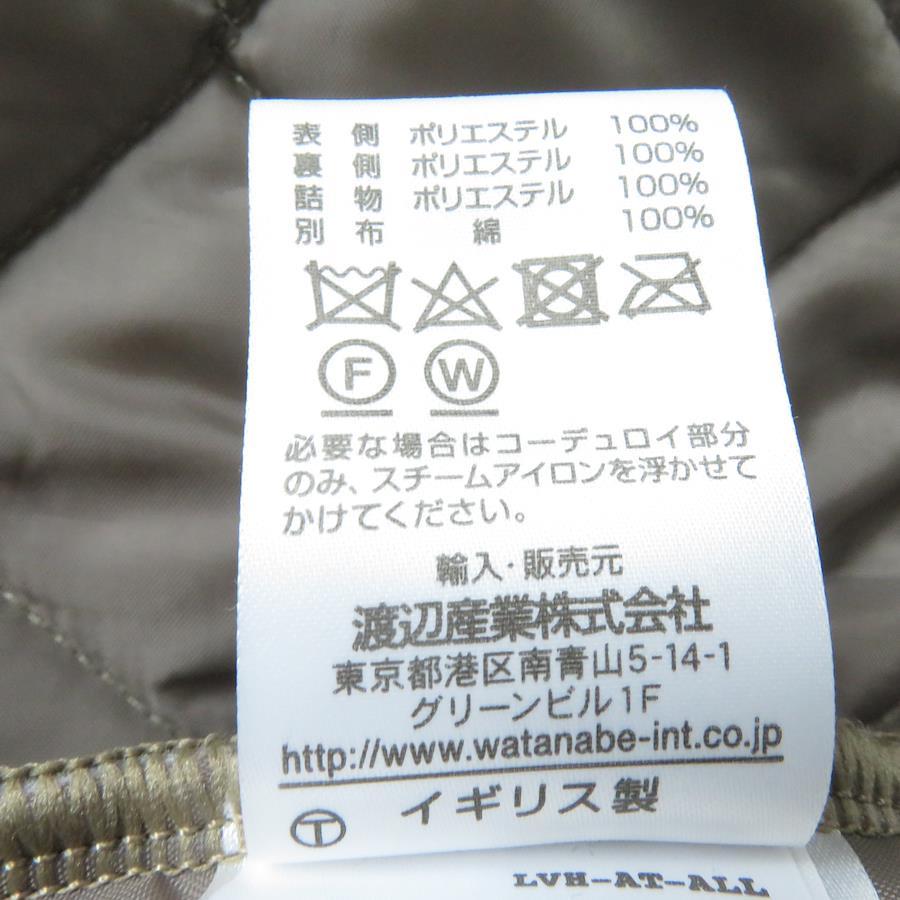 表側 ポリエステル 100%
裏側 ポリエステル 100%
詰物 ポリエステル 100%
別布 綿 100%
F W
必要な場合はコーデュロイ部分
のみ、スチームアイロンを浮かせて
かけてください。
輸入・販売元
渡辺産業株式会社
東京都港区南青山5-14-1
グリーンビル1F
http://www.watanabe-int.co.jp
T イギリス製
LVH-AT-ALL